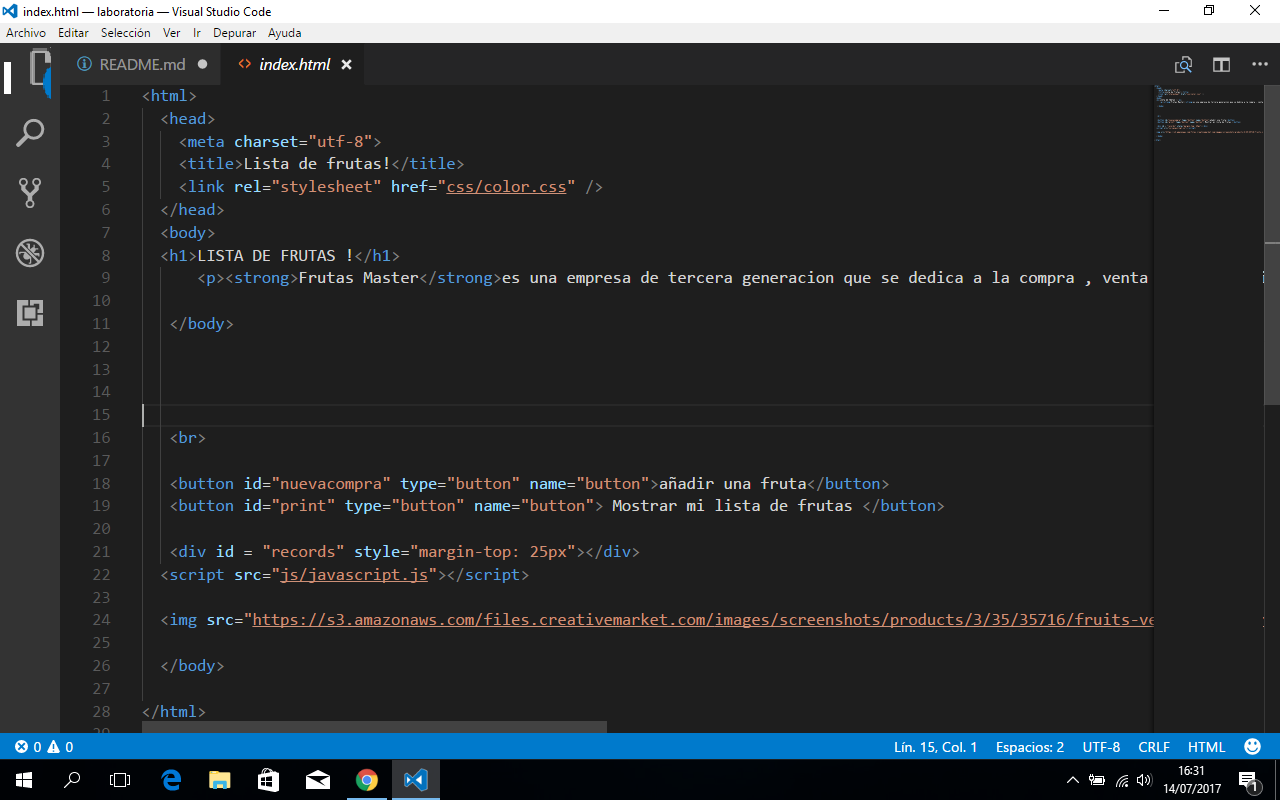 index.html — laboratoria — Visual Studio Code
Archivo Editar Selección Ver Ir Depurar Ayuda
README.md index.html
1 <html>
2 <head>
3 <meta charset="utf-8">
4 <title>Lista de frutas!</title>
5 <link rel="stylesheet" href="css/color.css" />
6 </head>
7 <body>
8 <h1>LISTA DE FRUTAS !</h1>
9 <p><strong>Frutas Master</strong>es una empresa de tercera generacion que se dedica a la compra , venta
10
11 </body>
12
13
14
15
16 <br>
17
18 <button id="nuevacompra" type="button" name="button">añadir una fruta</button>
19 <button id="print" type="button" name="button"> Mostrar mi lista de frutas </button>
20
21 <div id = "records" style="margin-top: 25px"></div>
22 <script src="js/javascript.js"></script>
23
24 <img src="https://s3.amazonaws.com/files.creativemarket.com/images/screenshots/products/3/35/35716/fruits-ve
25
26 </body>
27
28 </html>
29
0 0 Lín. 15, Col. 1 Espacios: 2 UTF-8 CRLF HTML
16:31
14/07/2017
1